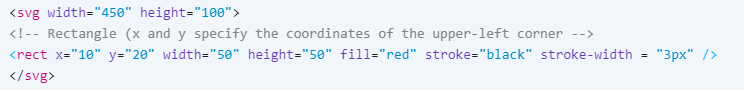 <svg width="450" height="100">
<!-- Rectangle (x and y specify the coordinates of the upper-left corner -->
<rect x="10" y="20" width="50" height="50" fill="red" stroke="black" stroke-width = "3px" />
</svg>